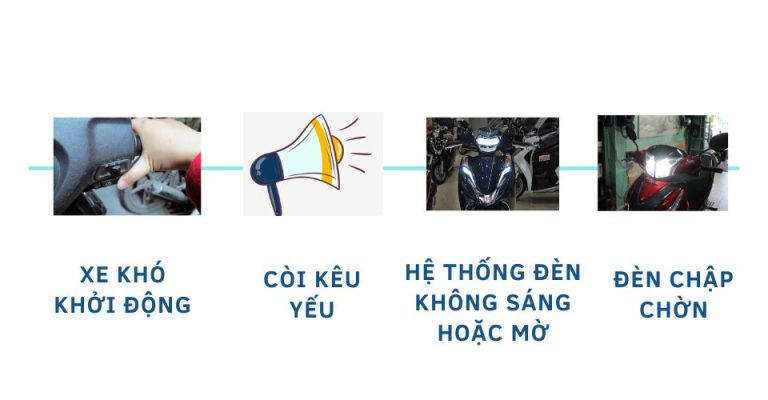 XE KHÓ
KHỞI ĐỘNG
CÒI KÊU
YẾU
HỆ THỐNG ĐÈN
KHÔNG SÁNG
HOẶC MỜ
ĐÈN CHẬP
CHỜN